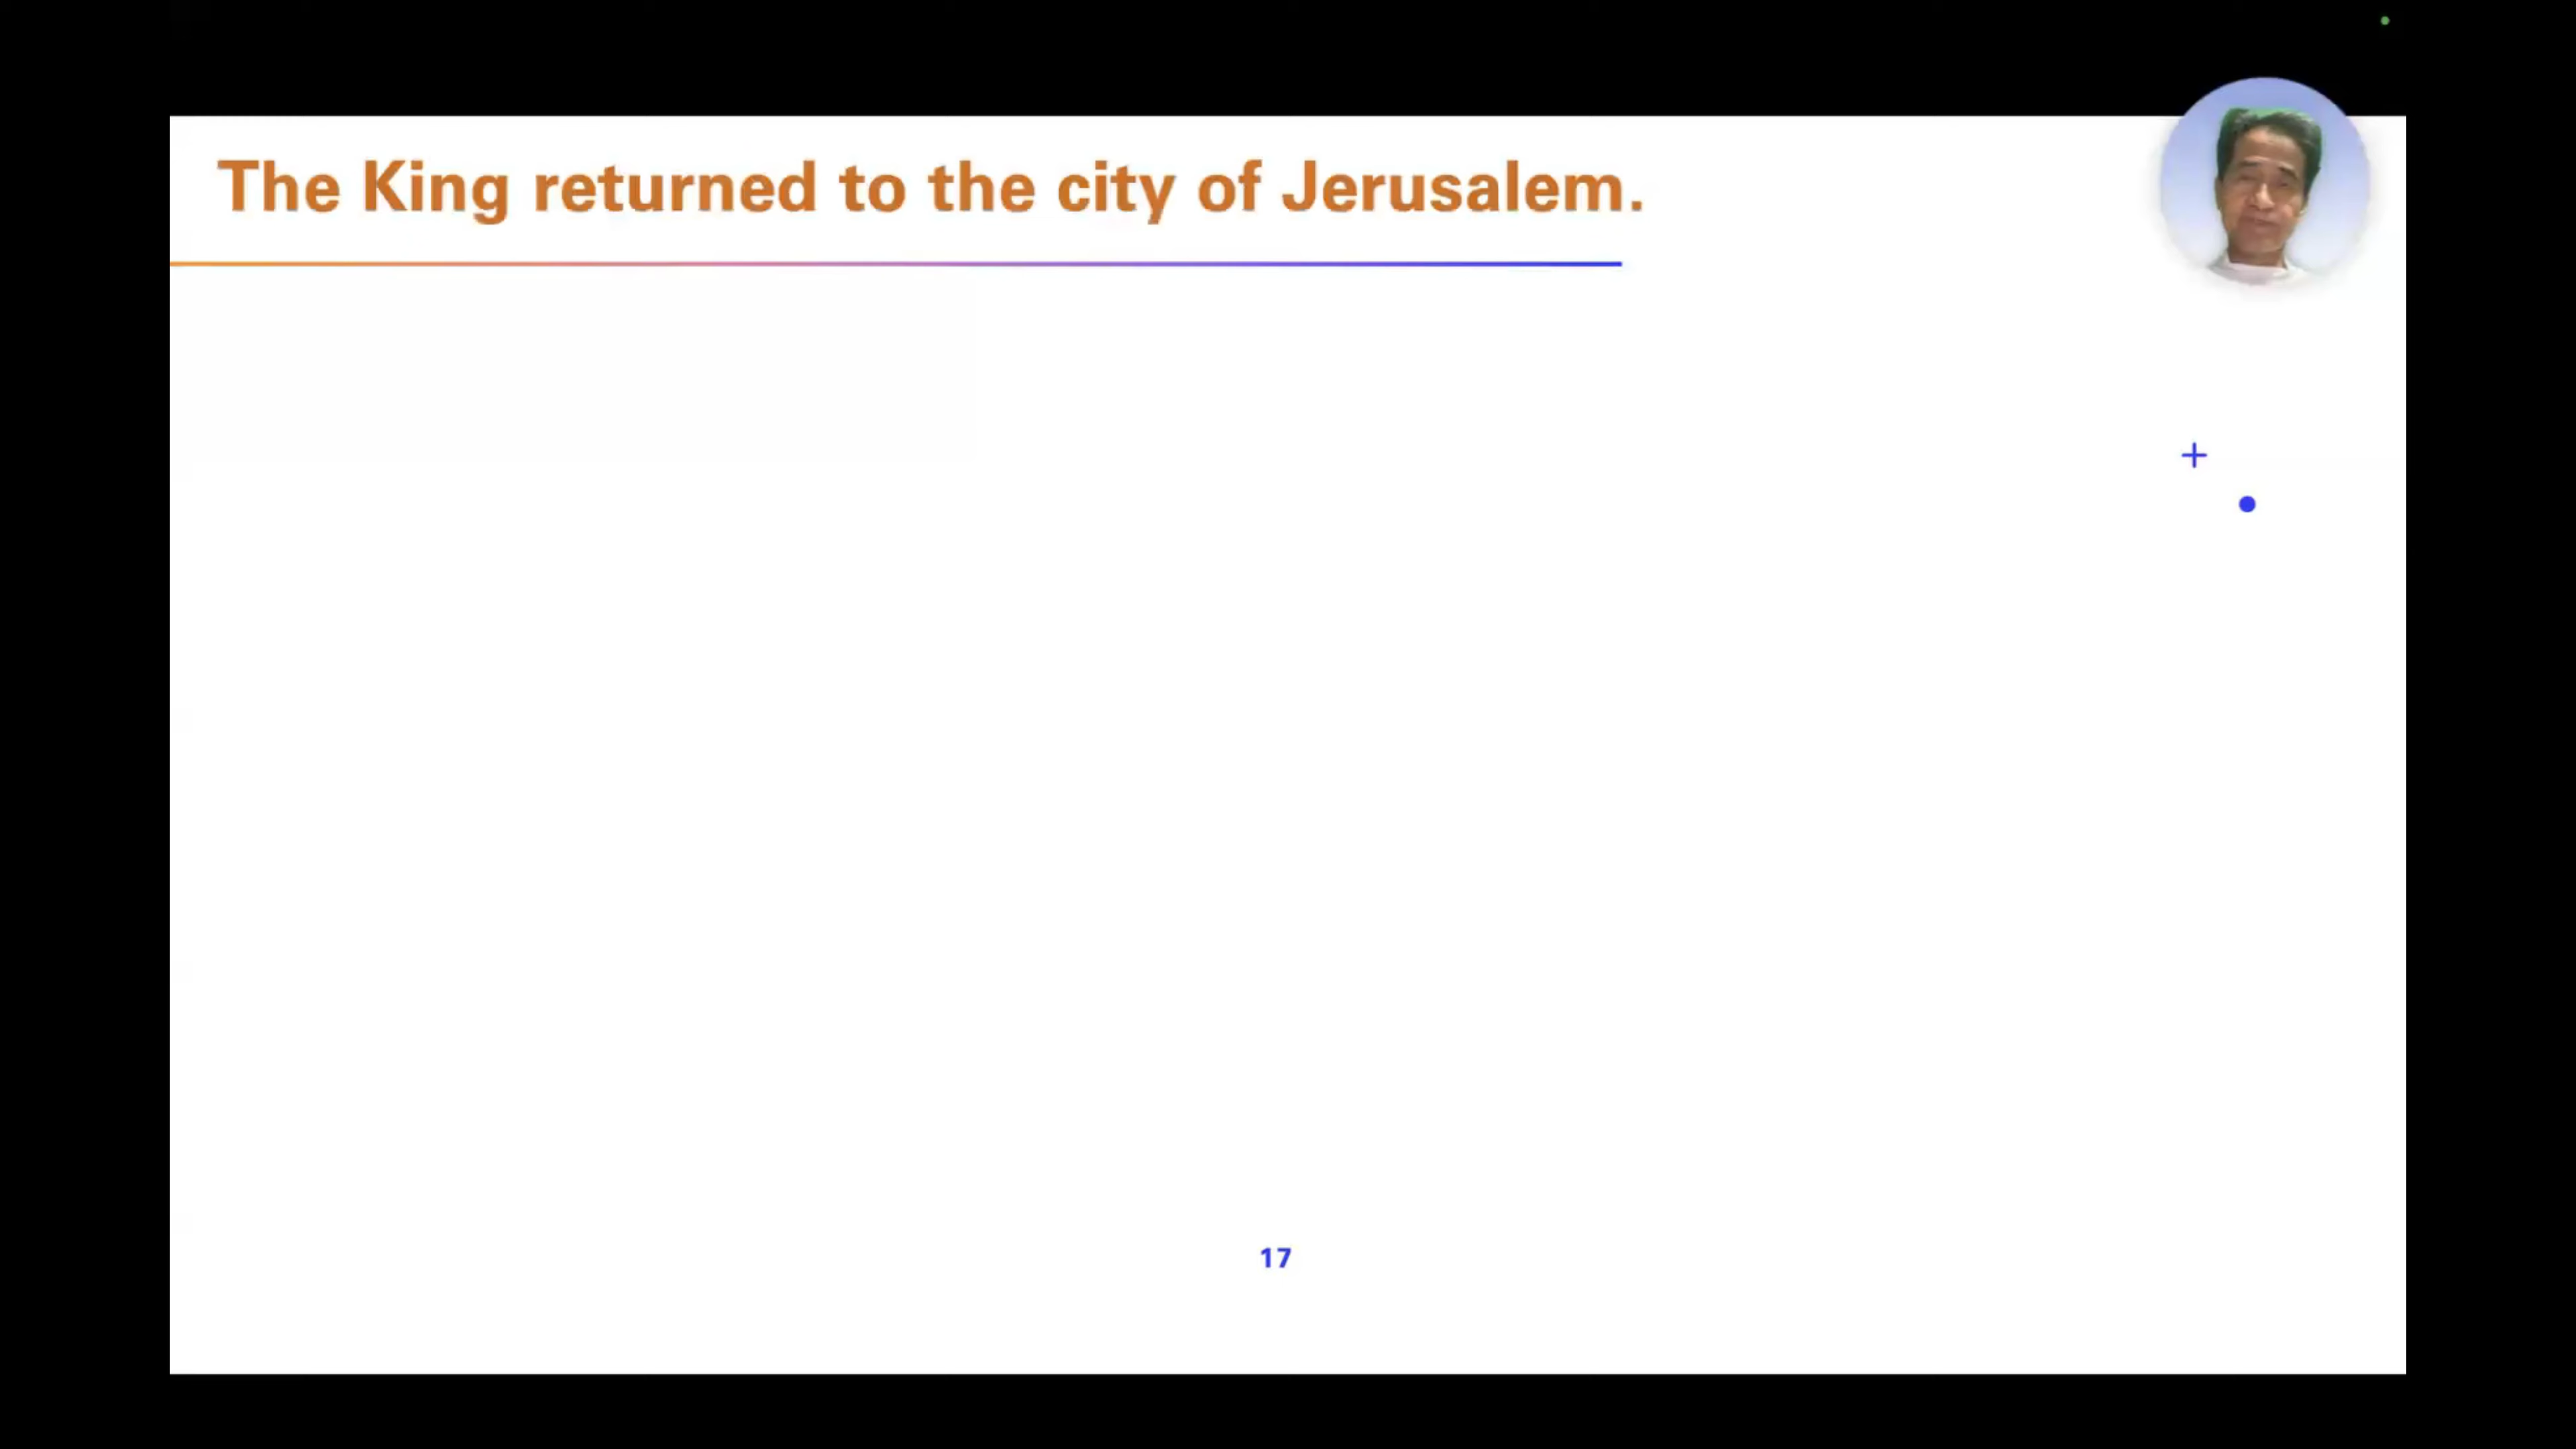 The King returned to the city of Jerusalem.
17